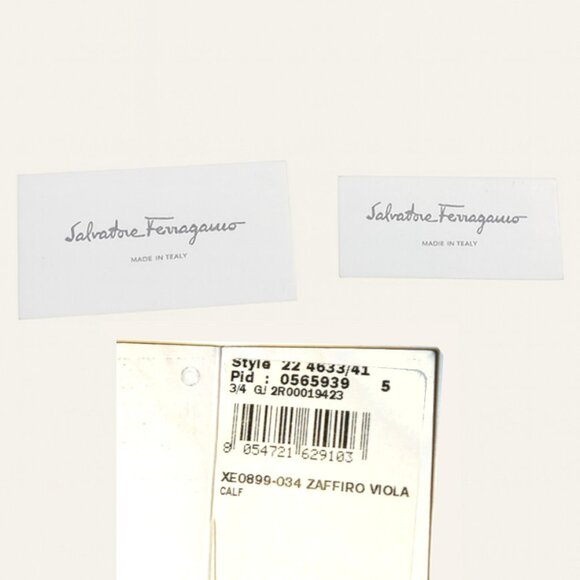 Salvatore Ferragamo
MADE IN ITALY
Salvatore Ferragamo
MADE IN ITALY
Style 22 4633/41
Pid : 0565939 5
3/4 GJ 2R00019423
8 054721 629103
XE0899-034 ZAFFIRO VIOLA
CALF